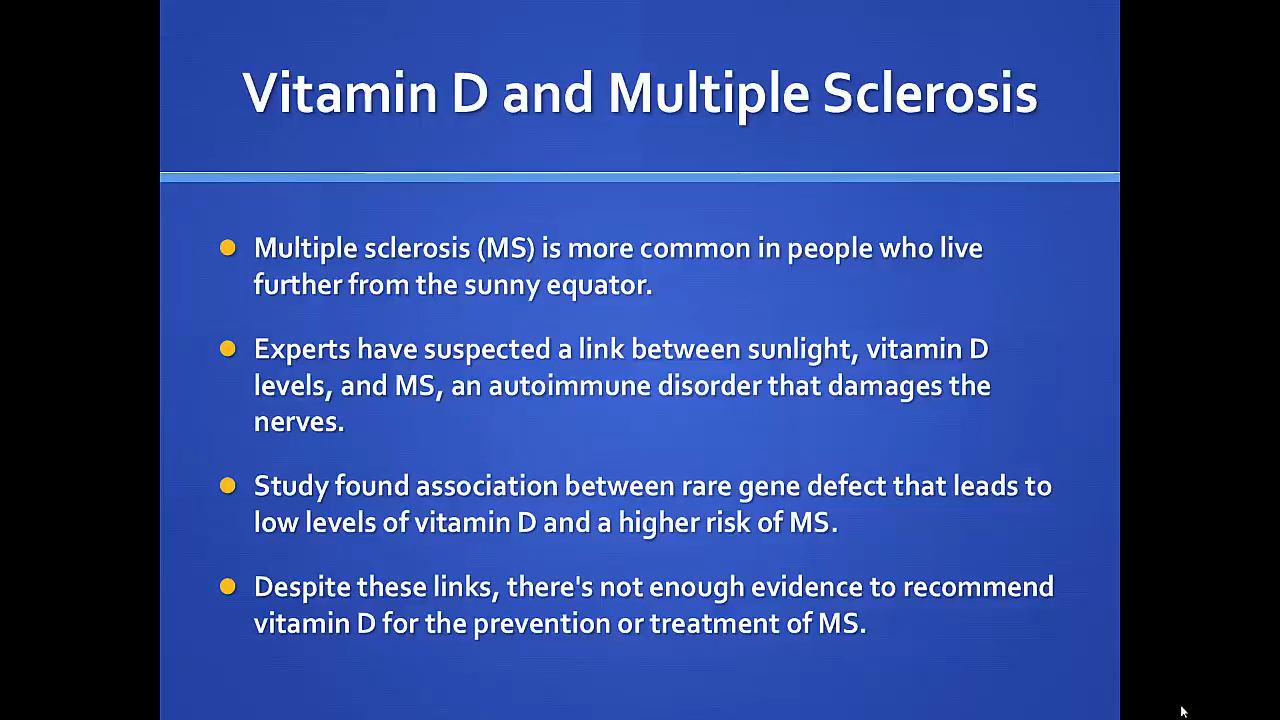 Vitamin D and Multiple Sclerosis
Multiple sclerosis (MS) is more common in people who live
further from the sunny equator.
Experts have suspected a link between sunlight, vitamin D
levels, and MS, an autoimmune disorder that damages the
nerves.
Study found association between rare gene defect that leads to
low levels of vitamin D and a higher risk of MS.
Despite these links, there's not enough evidence to recommend
vitamin D for the prevention or treatment of MS.